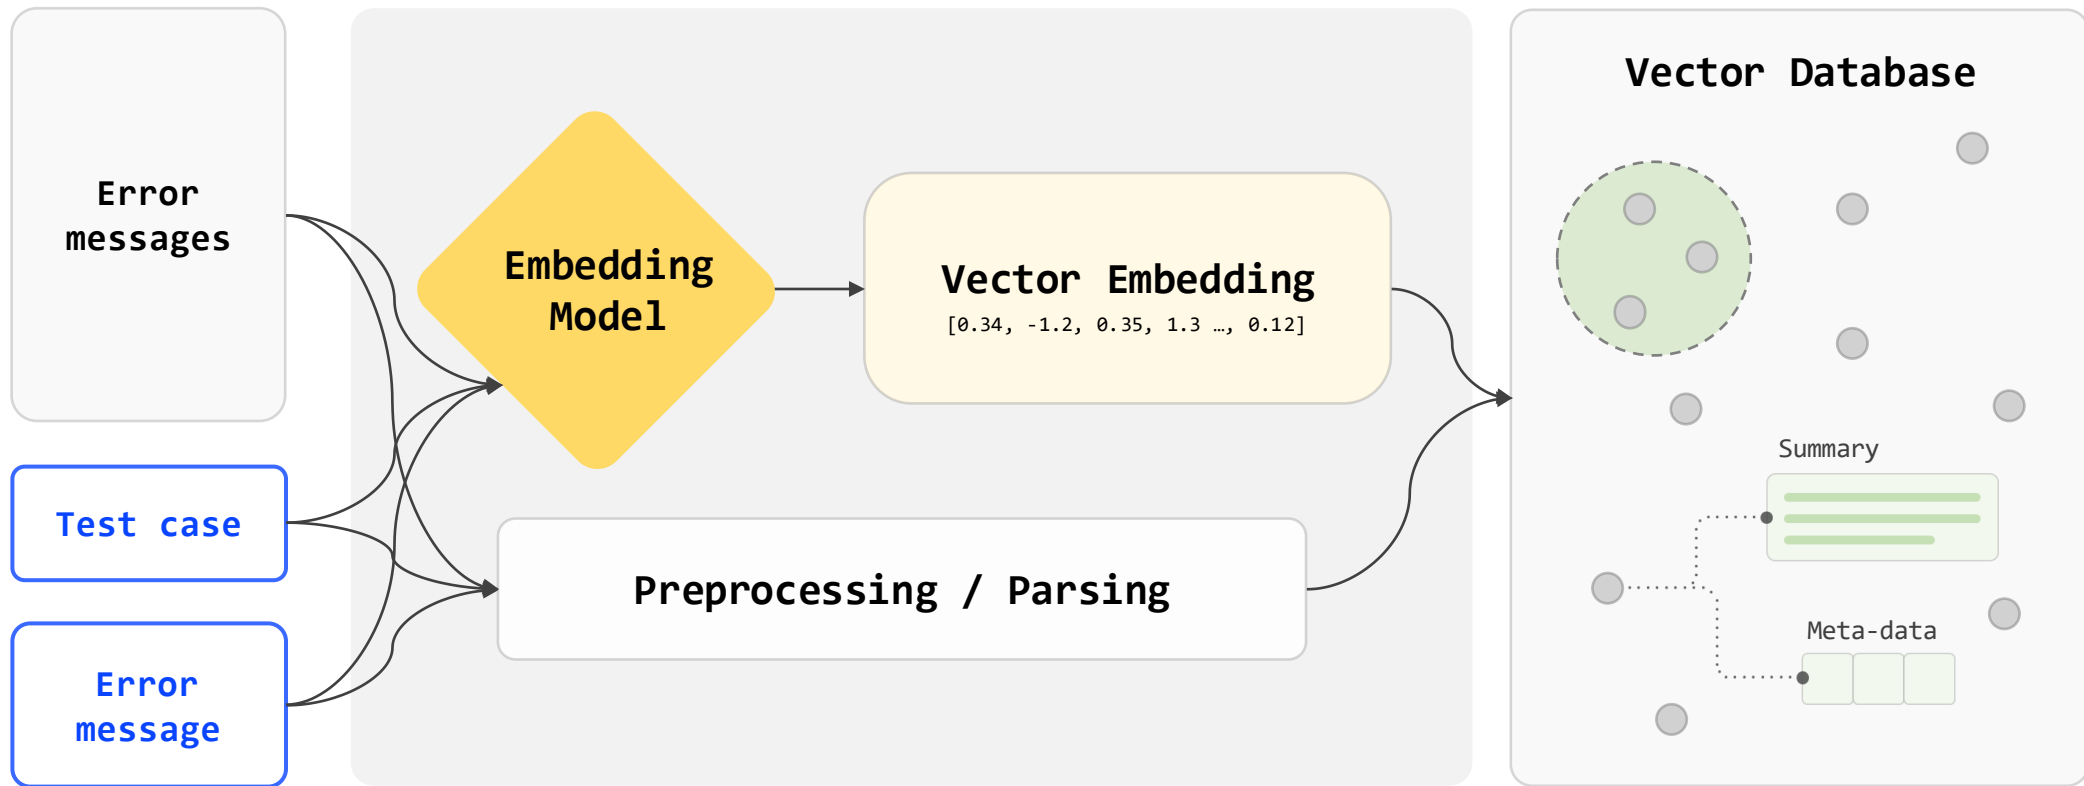 Error
messages
Test case
Error
message
Embedding
Model
Vector Embedding
[0.34, -1.2, 0.35, 1.3 …, 0.12]
Preprocessing / Parsing
Vector Database
Summary
Meta-data